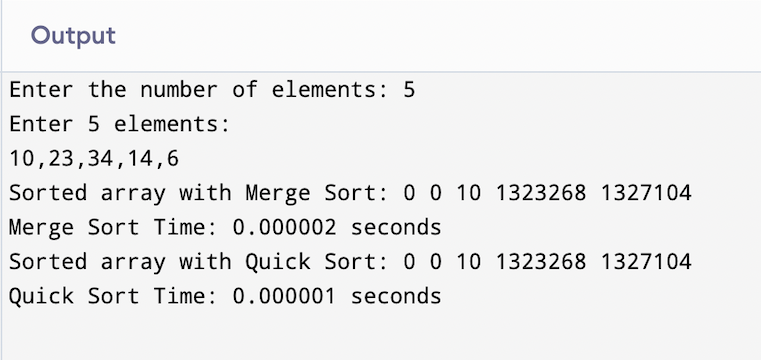 Output
Enter the number of elements: 5
Enter 5 elements:
10,23,34,14,6
Sorted array with Merge Sort: 0 0 10 1323268 1327104
Merge Sort Time: 0.000002 seconds
Sorted array with Quick Sort: 0 0 10 1323268 1327104
Quick Sort Time: 0.000001 seconds